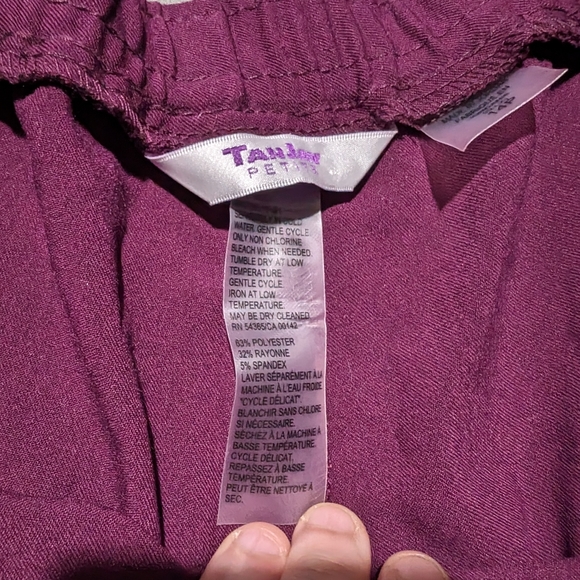 TANJAY
PETITE
WATER. GENTLE CYCLE.
ONLY NON CHLORINE
BLEACH WHEN NEEDED.
TUMBLE DRY AT LOW
TEMPERATURE.
GENTLE CYCLE.
IRON AT LOW
TEMPERATURE.
MAY BE DRY CLEANED.
RN 54365/CA 00142
63% POLYESTER
32% RAYONNE
5% SPANDEX
LAVER SÉPARÉMENT À LA
MACHINE À L'EAU FROIDE
"CYCLE DÉLICAT".
BLANCHIR SANS CHLORE
SI NÉCESSAIRE.
SÉCHEZ À LA MACHINE À
BASSE TEMPÉRATURE.
CYCLE DÉLICAT.
REPASSEZ À BASSE
TEMPÉRATURE.
PEUT ÊTRE NETTOYÉ À
SEC.